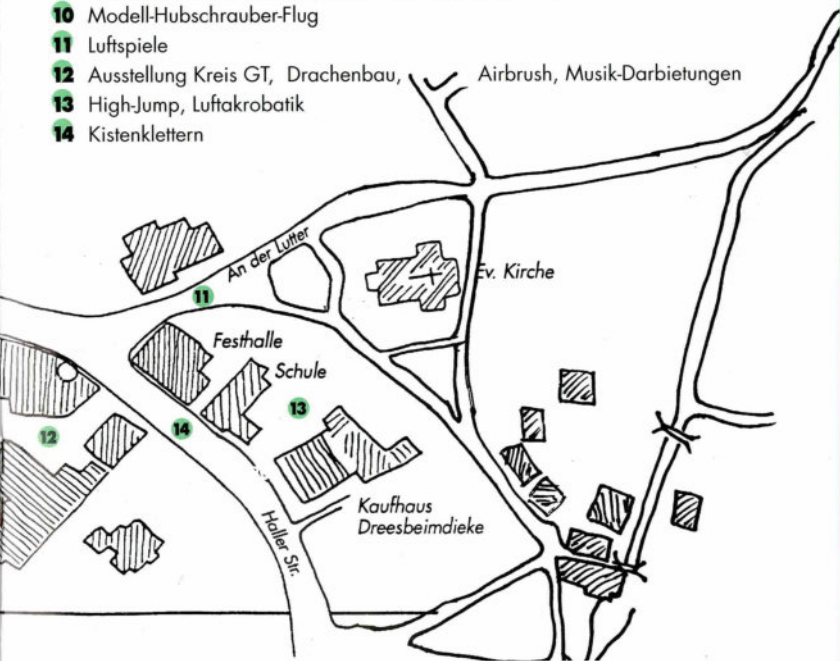 10 Modell-Hubschrauber-Flug
11 Luftspiele
12 Ausstellung Kreis GT, Drachenbau, Airbrush, Musik-Darbietungen
13 High-Jump, Luftakrobatik
14 Kistenklettern
An der Lutter
Ev. Kirche
11
Festhalle
Schule
13
12
14
Kaufhaus
Dreesbeimdieke
Haller Str.